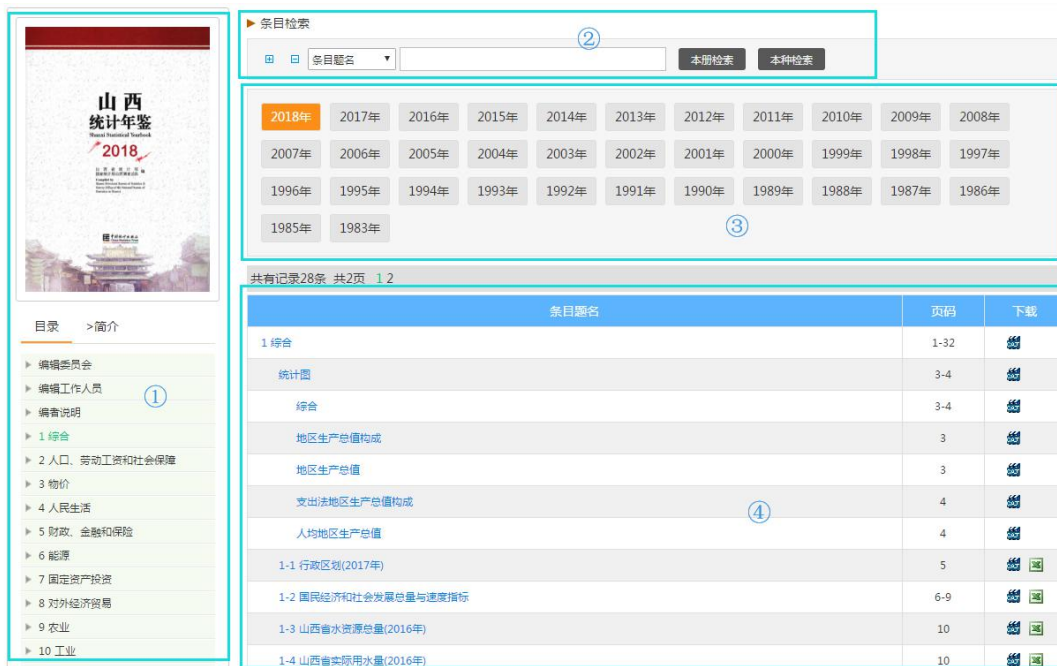 山西
统计年鉴
Shanxi Statistical Yearbook
2018
目录 >简介
编辑委员会
编辑工作人员
编者说明
1 综合
2 人口、劳动工资和社会保障
3 物价
4 人民生活
5 财政、金融和保险
6 能源
7 固定资产投资
8 对外经济贸易
9 农业
10 工业
①
条目检索
②
条目题名 本册检索 本种检索
2018年 2017年 2016年 2015年 2014年 2013年 2012年 2011年 2010年 2009年 2008年
2007年 2006年 2005年 2004年 2003年 2002年 2001年 2000年 1999年 1998年 1997年
1996年 1995年 1994年 1993年 1992年 1991年 1990年 1989年 1988年 1987年 1986年
1985年 1983年
③
共有记录28条 共2页 1 2
条目题名 页码 下载
1 综合 1-32
统计图 3-4
综合 3-4
地区生产总值构成 3
地区生产总值 3
支出法地区生产总值构成 4
④
人均地区生产总值 4
1-1 行政区划(2017年) 5
1-2 国民经济和社会发展总量与速度指标 6-9
1-3 山西省水资源总量(2016年) 10
1-4 山西省实际用水量(2016年) 10